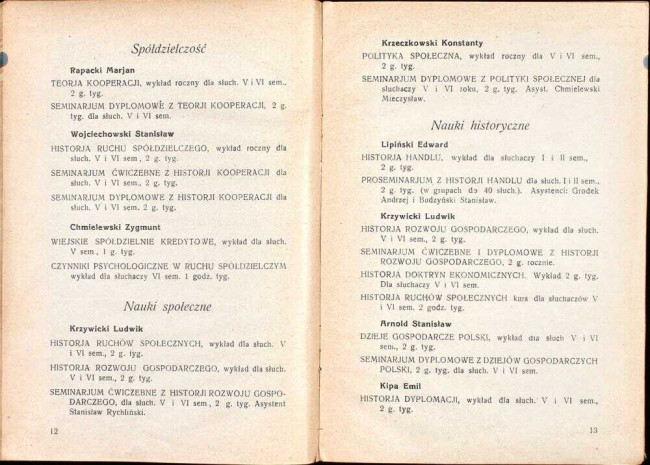 Spółdzielczość
Rapacki Marjan
TEORJA KOOPERACJI, wykład roczny dla słuch. V i VI sem.,
2 g. tyg.
SEMINARJUM DYPLOMOWE Z TEORJI KOOPERACJI, 2 g.
tyg. dla słuch. V i VI sem.
Wojciechowski Stanisław
HISTORJA RUCHU SPÓŁDZIELCZEGO, wykład roczny dla
słuch. V i VI sem, 2 g. tyg.
SEMINARJUM ĆWICZEBNE Z HISTORJI KOOPERACJI dla
słuch. V i VI sem., 2 g. tyg.
SEMINARJUM DYPLOMOWE Z HISTORJI KOOPERACJI dla
słuch. V i VI sem. 2 g. tyg.
Chmielewski Zygmunt
WIEJSKIE SPÓŁDZIELNIE KREDYTOWE, wykład dla słuch.
V sem., 1 g. tyg.
CZYNNIKI PSYCHOLOGICZNE W RUCHU SPÓŁDZIELCZYM
wykład dla słuchaczy VI sem. 1 godz. tyg.
Nauki społeczne
Krzywicki Ludwik
HISTORJA RUCHÓW SPOŁECZNYCH, wykład dla słuch. V
i VI sem., 2 g. tyg.
HISTORJA ROZWOJU GOSPODARCZEGO, wykład dla słuch.
V i VI sem., 2 g. tyg.
SEMINARJUM ĆWICZEBNE Z HISTORJI ROZWOJU GOSPO-
DARCZEGO, dla słuch. V i VI sem, 2 g. tyg. Asystent
Stanisław Rychliński.
12
Krzeczkowski Konstanty
POLITYKA SPOŁECZNA, wykład roczny dla V i VI sem.,
2 g. tyg.
SEMINARJUM DYPLOMOWE Z POLITYKI SPOŁECZNEJ dla
słuchaczy V i VI roku, 2 g. tyg. Asyst. Chmielewski
Mieczysław.
Nauki historyczne
Lipiński Edward
HISTORJA HANDLU, wykład dla słuchaczy I i II sem.,
2 g. tyg.
PROSEMINARJUM Z HISTORJI HANDLU dla słuch. I i II sem.,
2 g. tyg. (w grupach do 40 słuch.). Asystenci: Grodek
Andrzej i Budzyński Stanisław.
Krzywicki Ludwik
HISTORJA ROZWOJU GOSPODARCZEGO, wykład dla słuch.
V i VI sem., 2 g. tyg.
SEMINARJUM ĆWICZEBNE I DYPLOMOWE Z HISTORJI
ROZWOJU GOSPODARCZEGO, 2 g. rocznie.
HISTORJA DOKTRYN EKONOMICZNYCH. Wykład 2 g. tyg.
Dla słuchaczy V i VI sem.
HISTORJA RUCHÓW SPOŁECZNYCH kurs dla słuchaczów V
i VI sem. 2 godz. tyg.
Arnold Stanisław
DZIEJE GOSPODARCZE POLSKI, wykład dla słuch V i VI
sem., 2 g. tyg.
SEMINARJUM DYPLOMOWE Z DZIEJÓW GOSPODARCZYCH
POLSKI, 2 g. tyg. dla słuch. V i VI sem.
Kipa Emil
HISTORJA DYPLOMACJI, wykład dla słuch. V i VI sem.,
2 g. tyg.
13